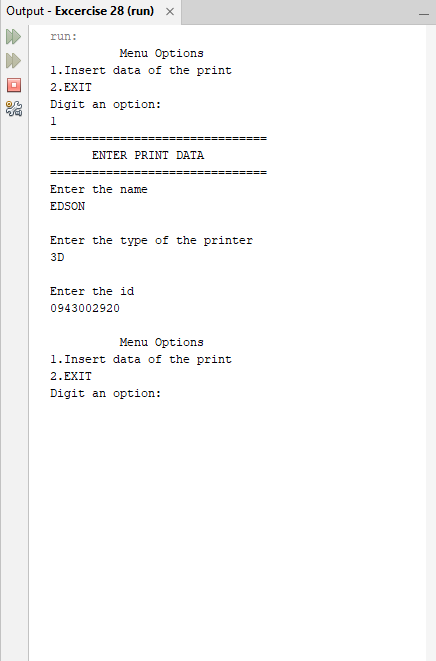 Output - Excercise 28 (run)
run:
Menu Options
1.Insert data of the print
2.EXIT
Digit an option:
1
===============================
ENTER PRINT DATA
===============================
Enter the name
EDSON
Enter the type of the printer
3D
Enter the id
0943002920
Menu Options
1.Insert data of the print
2.EXIT
Digit an option: